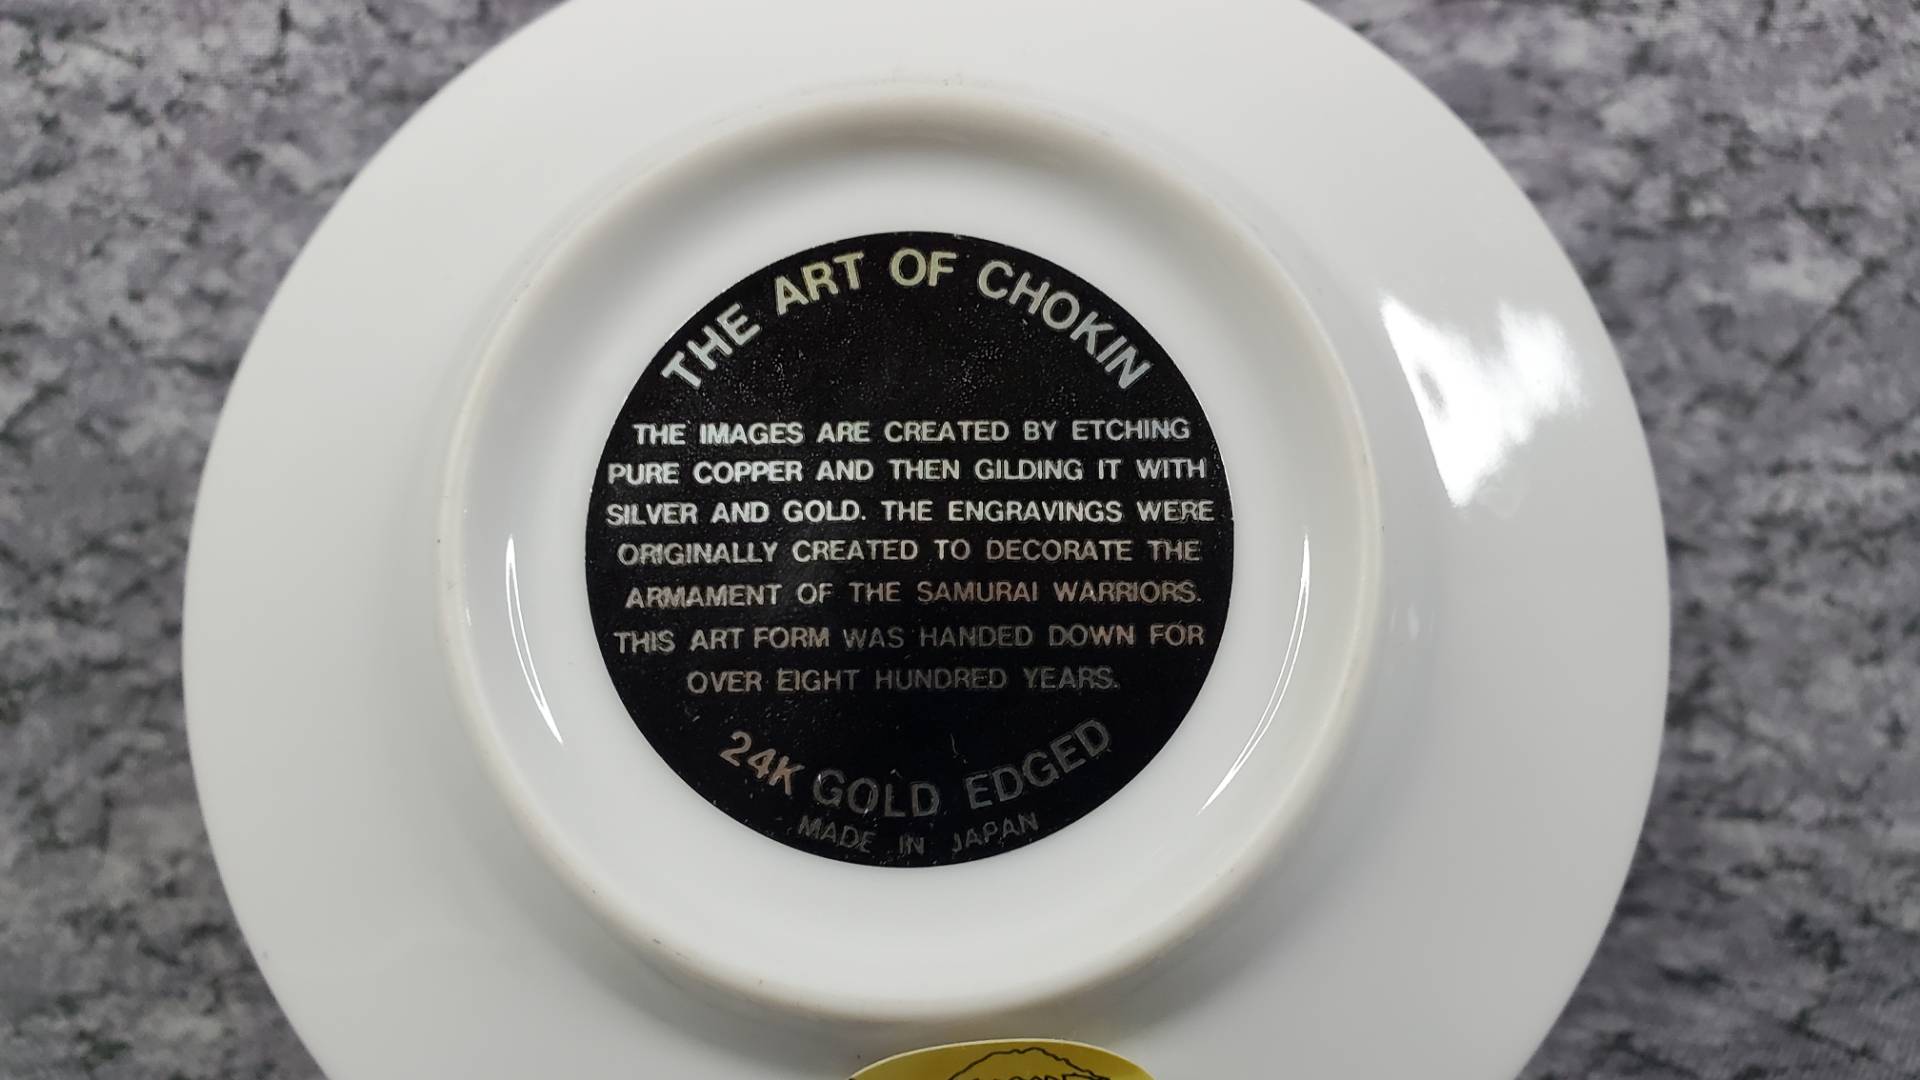 THE ART OF CHOKIN
THE IMAGES ARE CREATED BY ETCHING
PURE COPPER AND THEN GILDING IT WITH
SILVER AND GOLD. THE ENGRAVINGS WERE
ORIGINALLY CREATED TO DECORATE THE
ARMAMENT OF THE SAMURAI WARRIORS.
THIS ART FORM WAS HANDED DOWN FOR
OVER EIGHT HUNDRED YEARS.
24K GOLD EDGED
MADE IN JAPAN